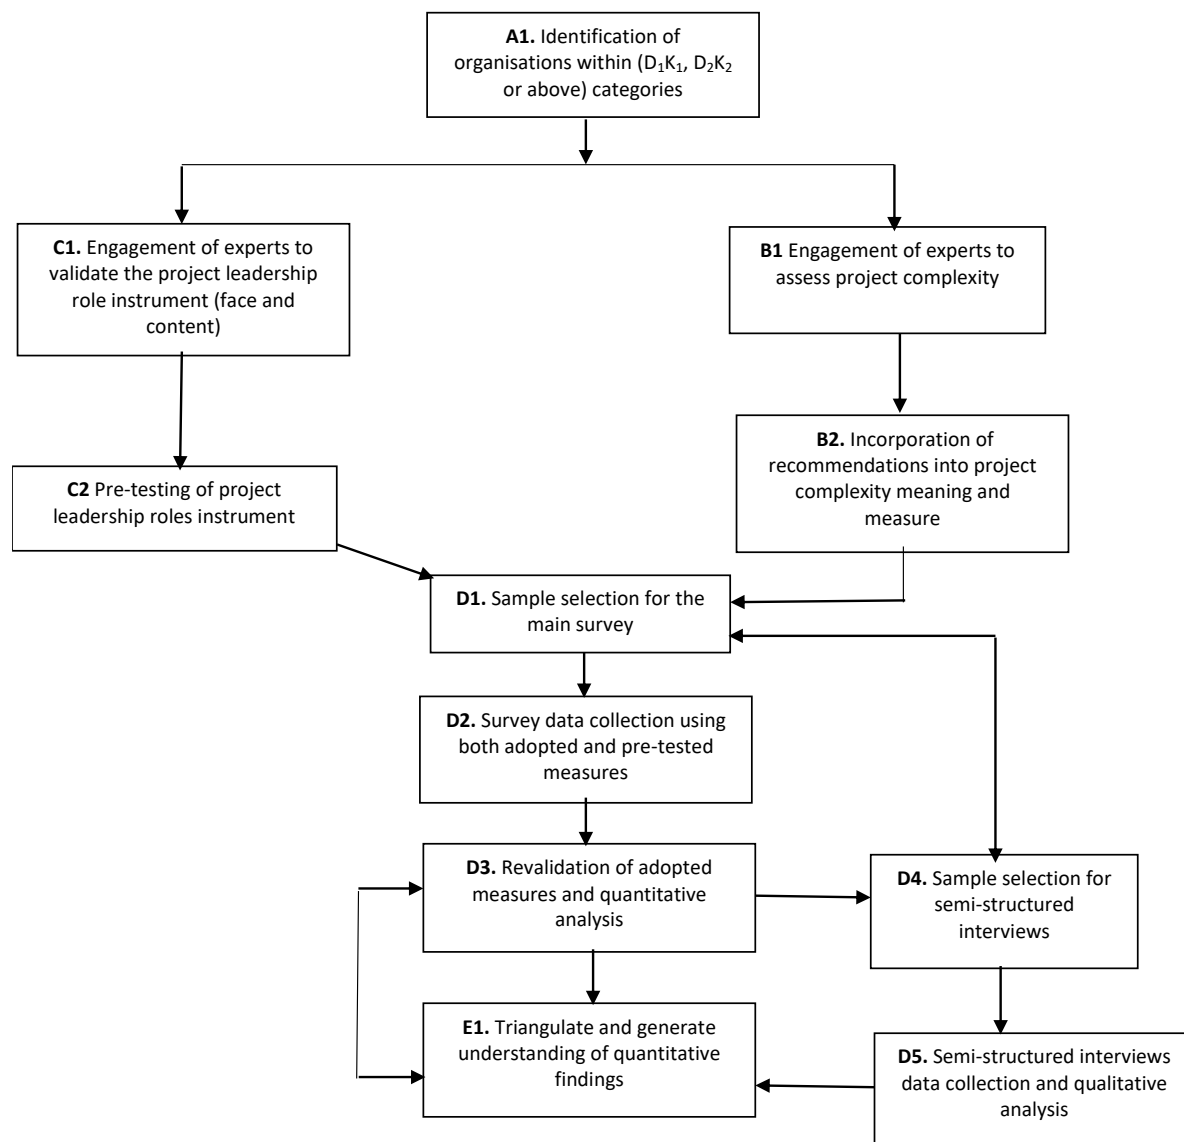 A1. Identification of
organisations within (D₁K₁, D₂K₂
or above) categories
C1. Engagement of experts to
validate the project leadership
role instrument (face and
content)
B1 Engagement of experts to
assess project complexity
B2. Incorporation of
recommendations into project
complexity meaning and
measure
C2 Pre-testing of project
leadership roles instrument
D1. Sample selection for the
main survey
D2. Survey data collection using
both adopted and pre-tested
measures
D3. Revalidation of adopted
measures and quantitative
analysis
D4. Sample selection for
semi-structured
interviews
E1. Triangulate and generate
understanding of quantitative
findings
D5. Semi-structured interviews
data collection and qualitative
analysis